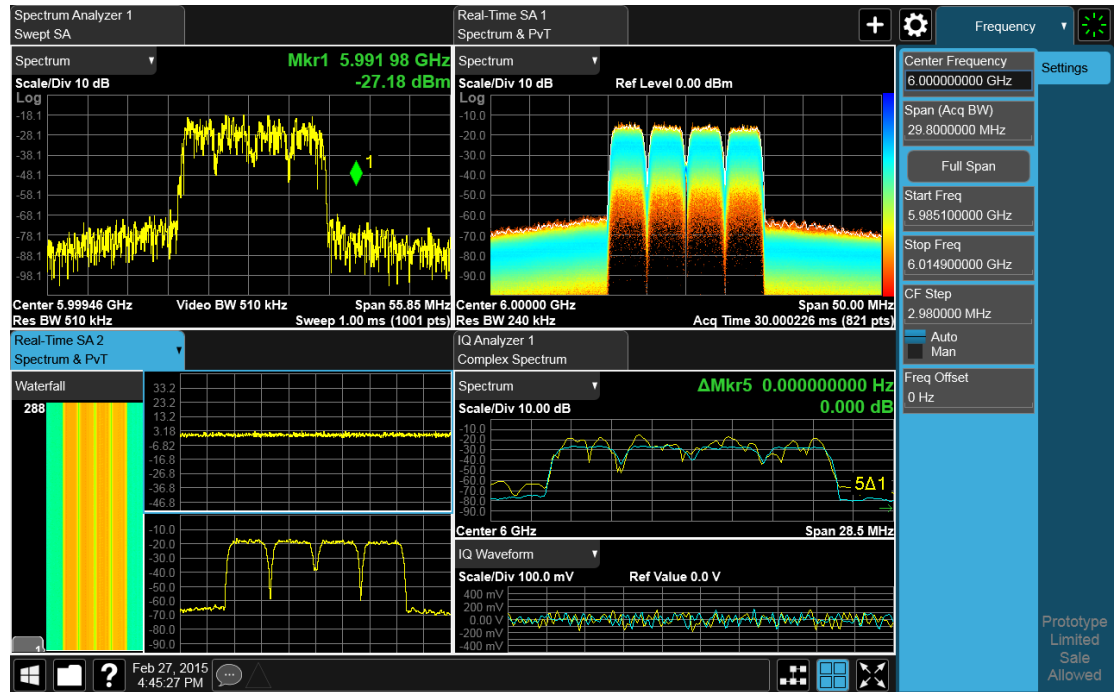 Spectrum Analyzer 1
Swept SA
Spectrum
Mkr1 5.991 98 GHz
Scale/Div 10 dB
-27.18 dBm
Log
-18.1
-28.1
-38.1
-48.1
-58.1
-68.1
-78.1
-88.1
-98.1
1
Center 5.99946 GHz
Video BW 510 kHz
Span 55.85 MHz
Res BW 510 kHz
Sweep 1.00 ms (1001 pts)
Real-Time SA 1
Spectrum & PvT
Spectrum
Scale/Div 10 dB
Ref Level 0.00 dBm
Log
-10.0
-20.0
-30.0
-40.0
-50.0
-60.0
-70.0
-80.0
-90.0
Center 6.00000 GHz
Span 50.00 MHz
Res BW 240 kHz
Acq Time 30.000226 ms (821 pts)
Real-Time SA 2
Spectrum & PvT
Waterfall
288
1
33.2
23.2
13.2
3.18
-6.82
-16.8
-26.8
-36.8
-46.8
-10.0
-20.0
-30.0
-40.0
-50.0
-60.0
-70.0
-80.0
-90.0
IQ Analyzer 1
Complex Spectrum
Spectrum
ΔMkr5 0.000000000 Hz
Scale/Div 10.00 dB
0.000 dB
-10.0
-20.0
-30.0
-40.0
-50.0
-60.0
-70.0
-80.0
-90.0
5Δ1
Center 6 GHz
Span 28.5 MHz
IQ Waveform
Scale/Div 100.0 mV
Ref Value 0.0 V
400 mV
200 mV
0.00 mV
-200 mV
-400 mV
Frequency
Settings
Center Frequency
6.000000000 GHz
Span (Acq BW)
29.8000000 MHz
Full Span
Start Freq
5.985100000 GHz
Stop Freq
6.014900000 GHz
CF Step
2.980000 MHz
Auto
Man
Freq Offset
0 Hz
Prototype
Limited
Sale
Allowed
?
Feb 27, 2015
4:45:27 PM